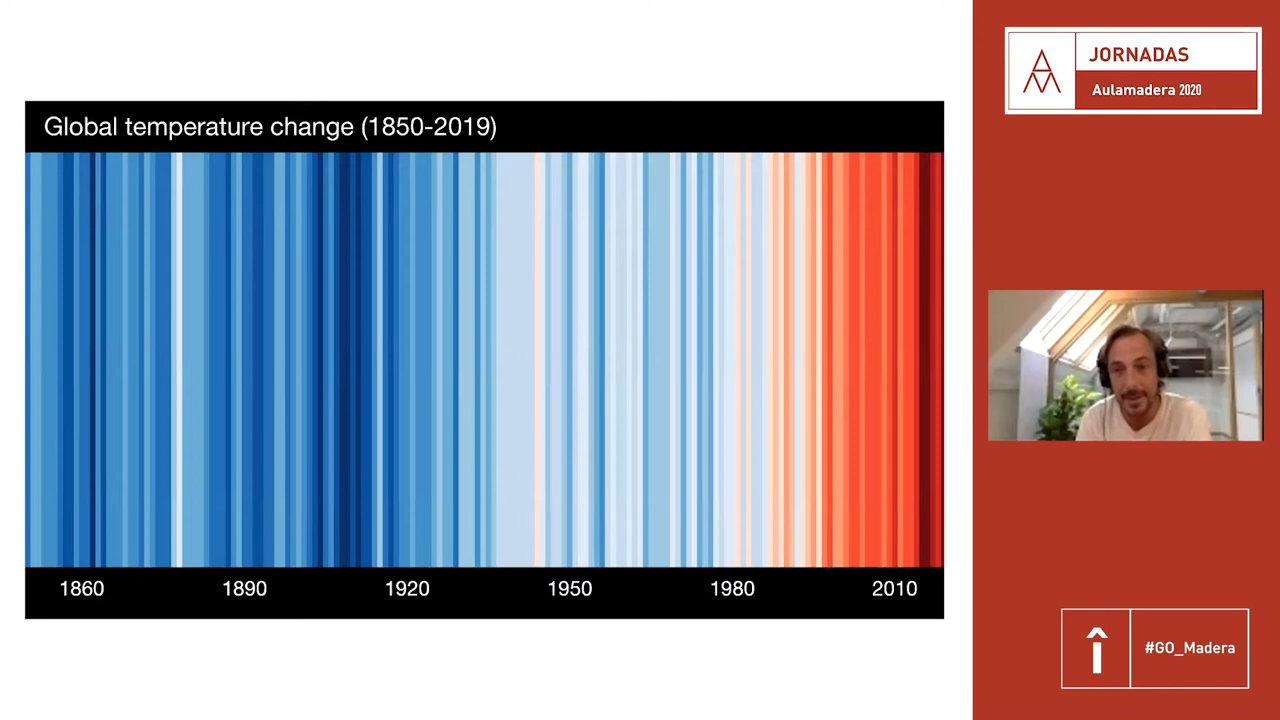 Global temperature change (1850-2019)
1860 1890 1920 1950 1980 2010
JORNADAS
Aulamadera 2020
#GO_Madera